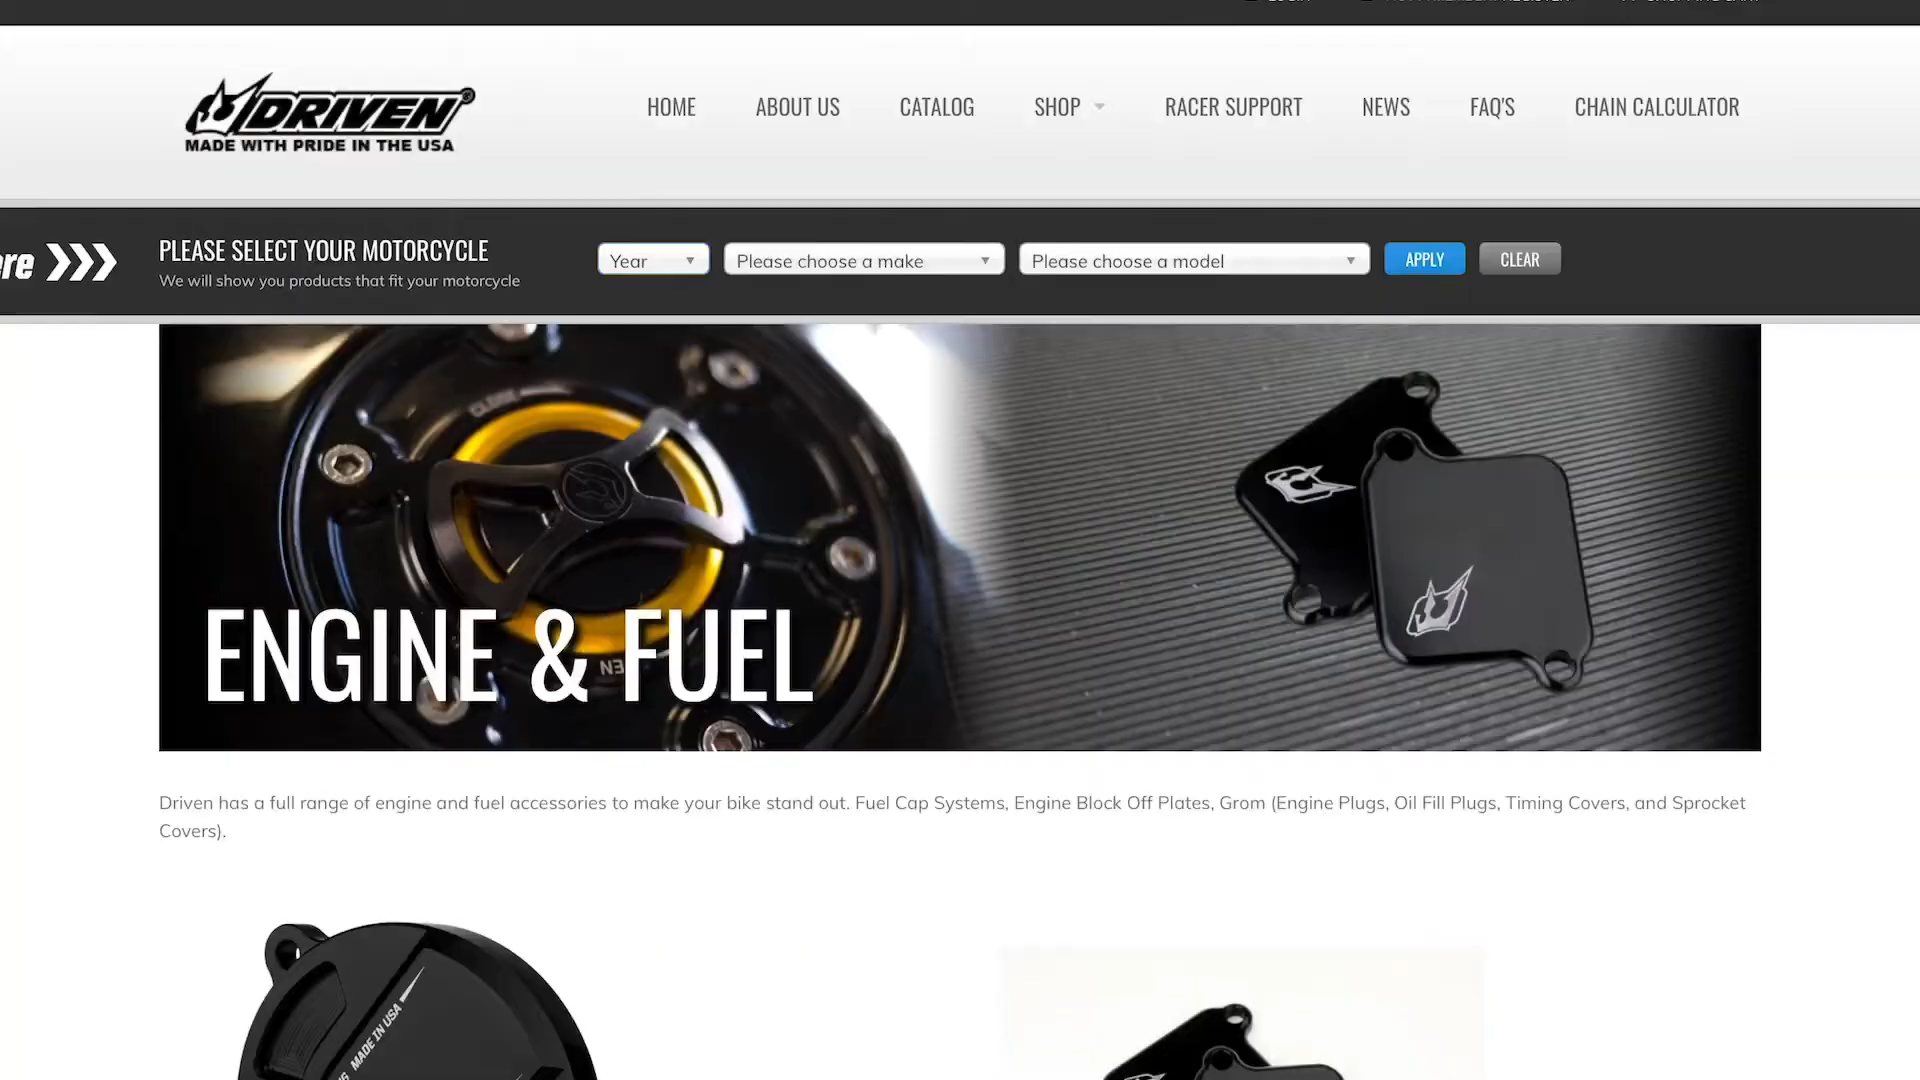 HOME
ABOUT US
CATALOG
SHOP
RACER SUPPORT
NEWS
FAQ'S
CHAIN CALCULATOR
DRIVEN
MADE WITH PRIDE IN THE USA
PLEASE SELECT YOUR MOTORCYCLE
We will show you products that fit your motorcycle
Year
Please choose a make
Please choose a model
APPLY
CLEAR
ENGINE & FUEL
Driven has a full range of engine and fuel accessories to make your bike stand out. Fuel Cap Systems, Engine Block Off Plates, Grom (Engine Plugs, Oil Fill Plugs, Timing Covers, and Sprocket
Covers).
MADE IN USA